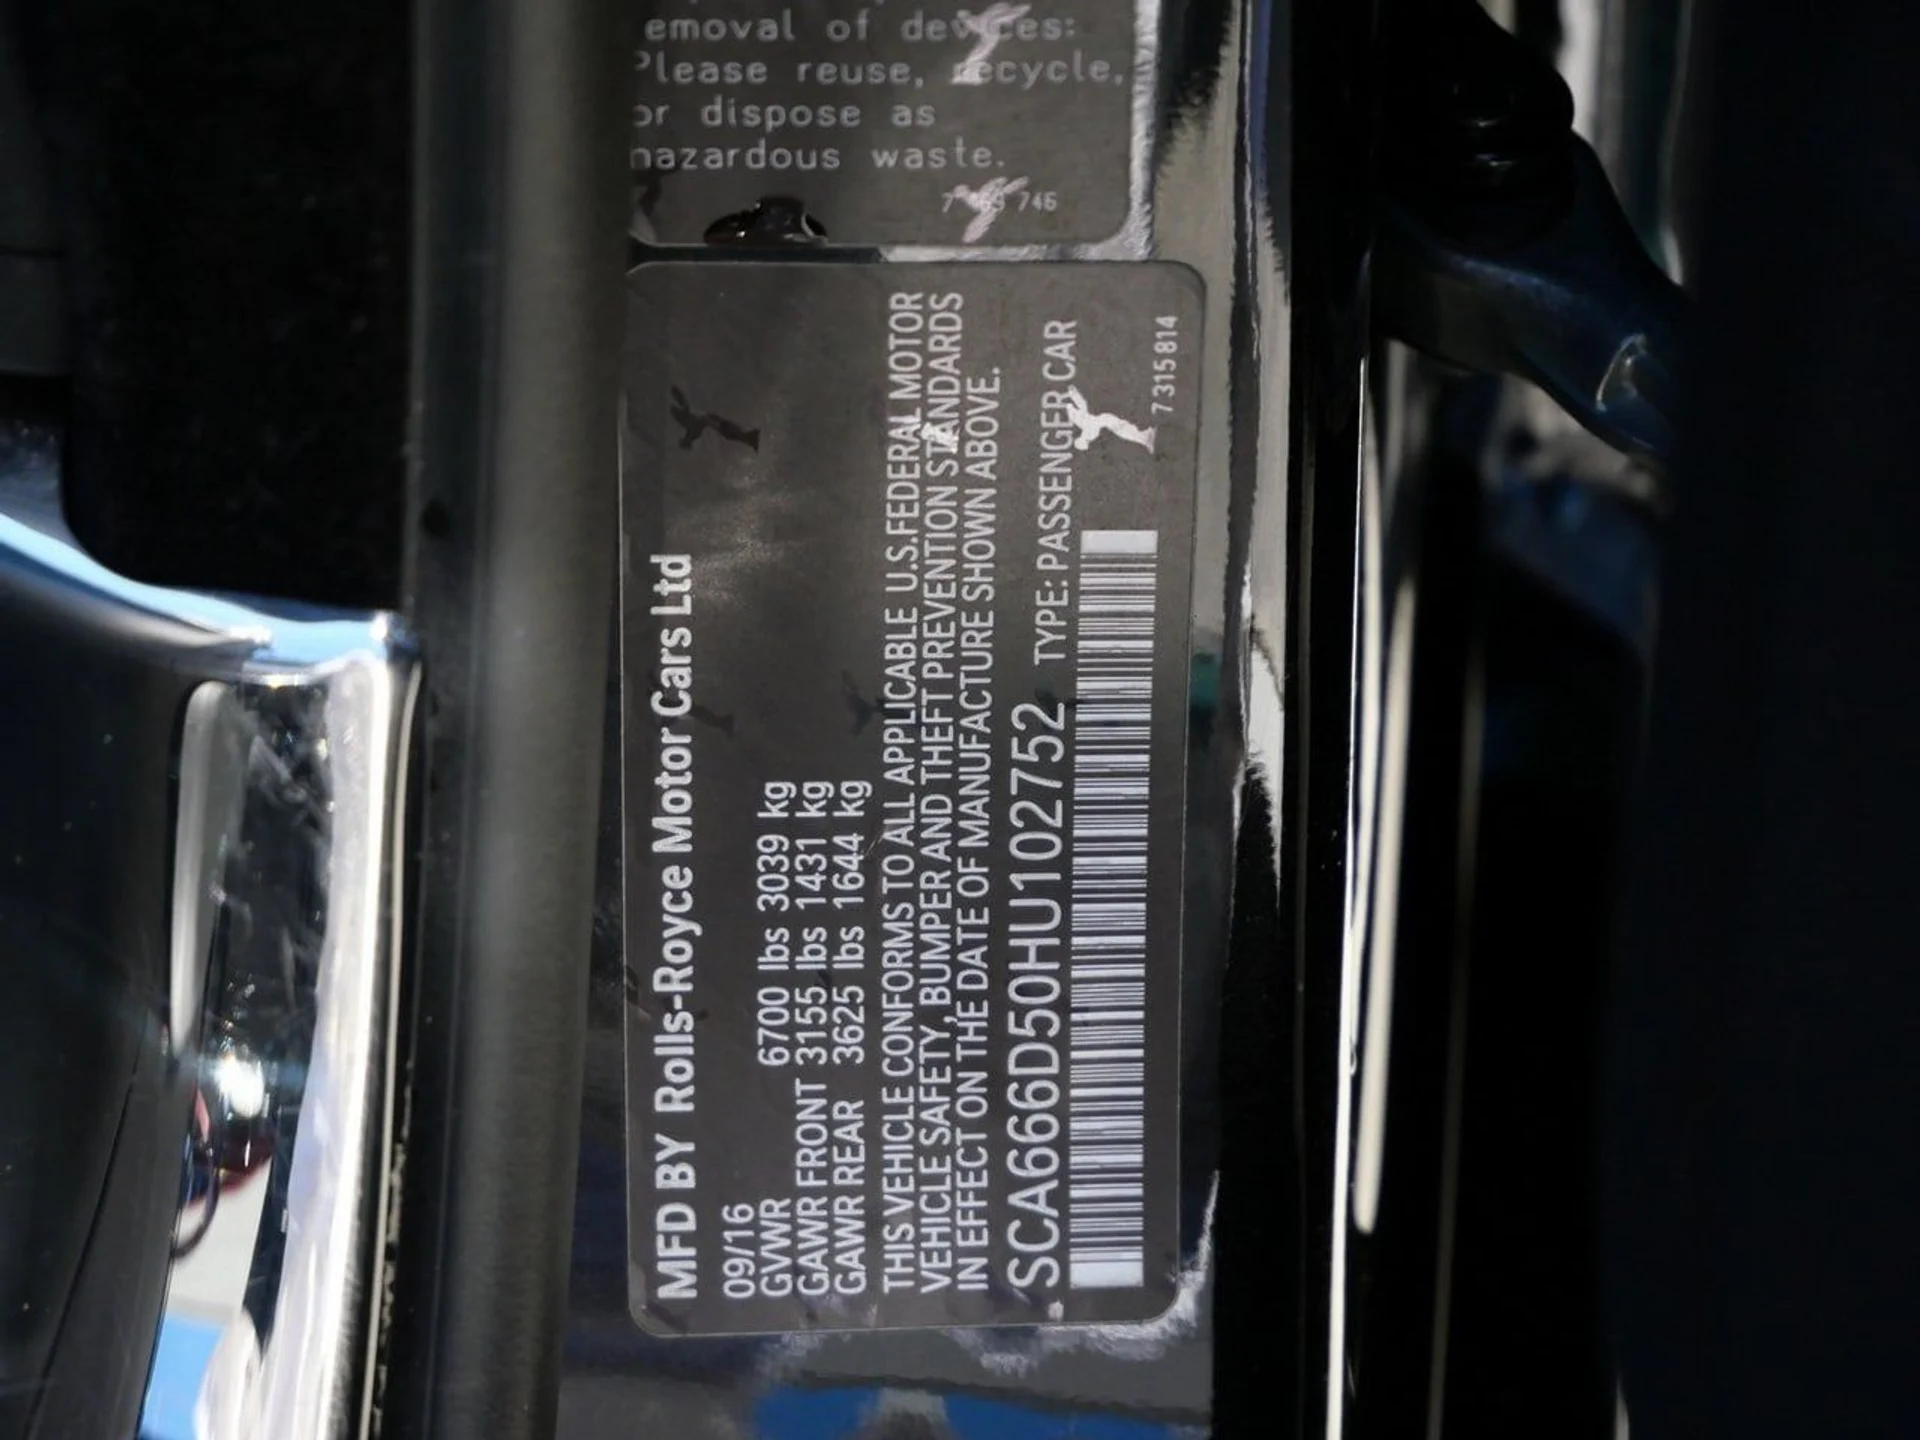 emoval of devices:
Please reuse, recycle,
or dispose as
hazardous waste.
MFD BY Rolls-Royce Motor Cars Ltd
09/16
GVWR 6700 lbs 3039 kg
GAWR FRONT 3155 lbs 1431 kg
GAWR REAR 3625 lbs 1644 kg
THIS VEHICLE CONFORMS TO ALL APPLICABLE U.S.FEDERAL MOTOR
VEHICLE SAFETY, BUMPER AND THEFT PREVENTION STANDARDS
IN EFFECT ON THE DATE OF MANUFACTURE SHOWN ABOVE.
SCA666D50HU102752 TYPE: PASSENGER CAR
7315814